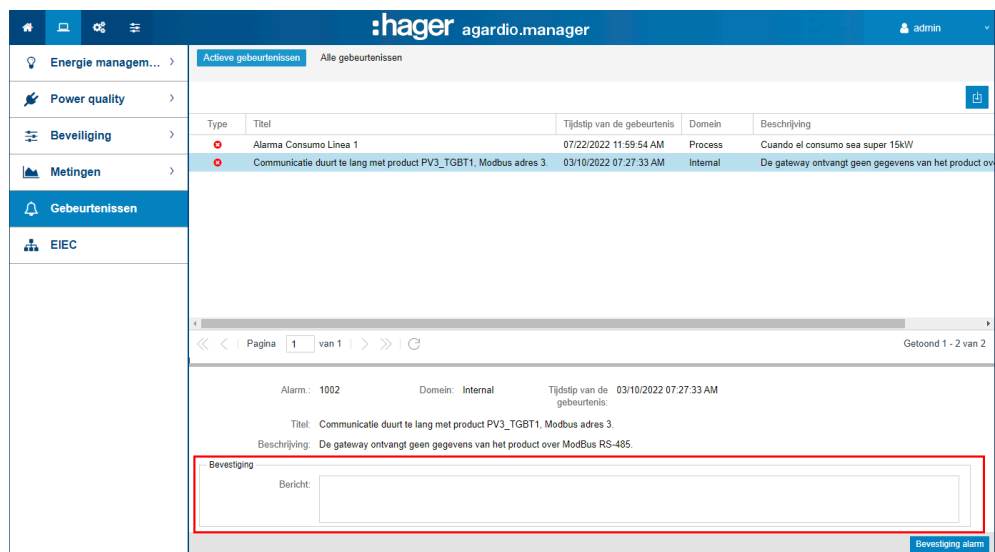 :hager agardio.manager
admin
Energie managem...
Power quality
Beveiliging
Metingen
Gebeurtenissen
EIEC
Actieve gebeurtenissen Alle gebeurtenissen
Type Titel Tijdstip van de gebeurtenis Domein Beschrijving
Alarma Consumo Linea 1 07/22/2022 11:59:54 AM Process Cuando el consumo sea super 15kW
Communicatie duurt te lang met product PV3_TGBT1, Modbus adres 3. 03/10/2022 07:27:33 AM Internal De gateway ontvangt geen gegevens van het product ov
Pagina 1 van 1 Getoond 1 - 2 van 2
Alarm.: 1002 Domein: Internal Tijdstip van de 03/10/2022 07:27:33 AM
gebeurtenis:
Titel: Communicatie duurt te lang met product PV3_TGBT1, Modbus adres 3.
Beschrijving: De gateway ontvangt geen gegevens van het product over ModBus RS-485.
Bevestiging
Bericht:
Bevestiging alarm